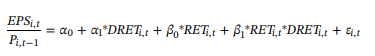 EPS_{i,t} / P_{i,t−1} = α_0 + α_1*DRET_{i,t} + β_0*RET_{i,t} + β_1*RET_{i,t}*DRET_{i,t} + ε_{i,t}